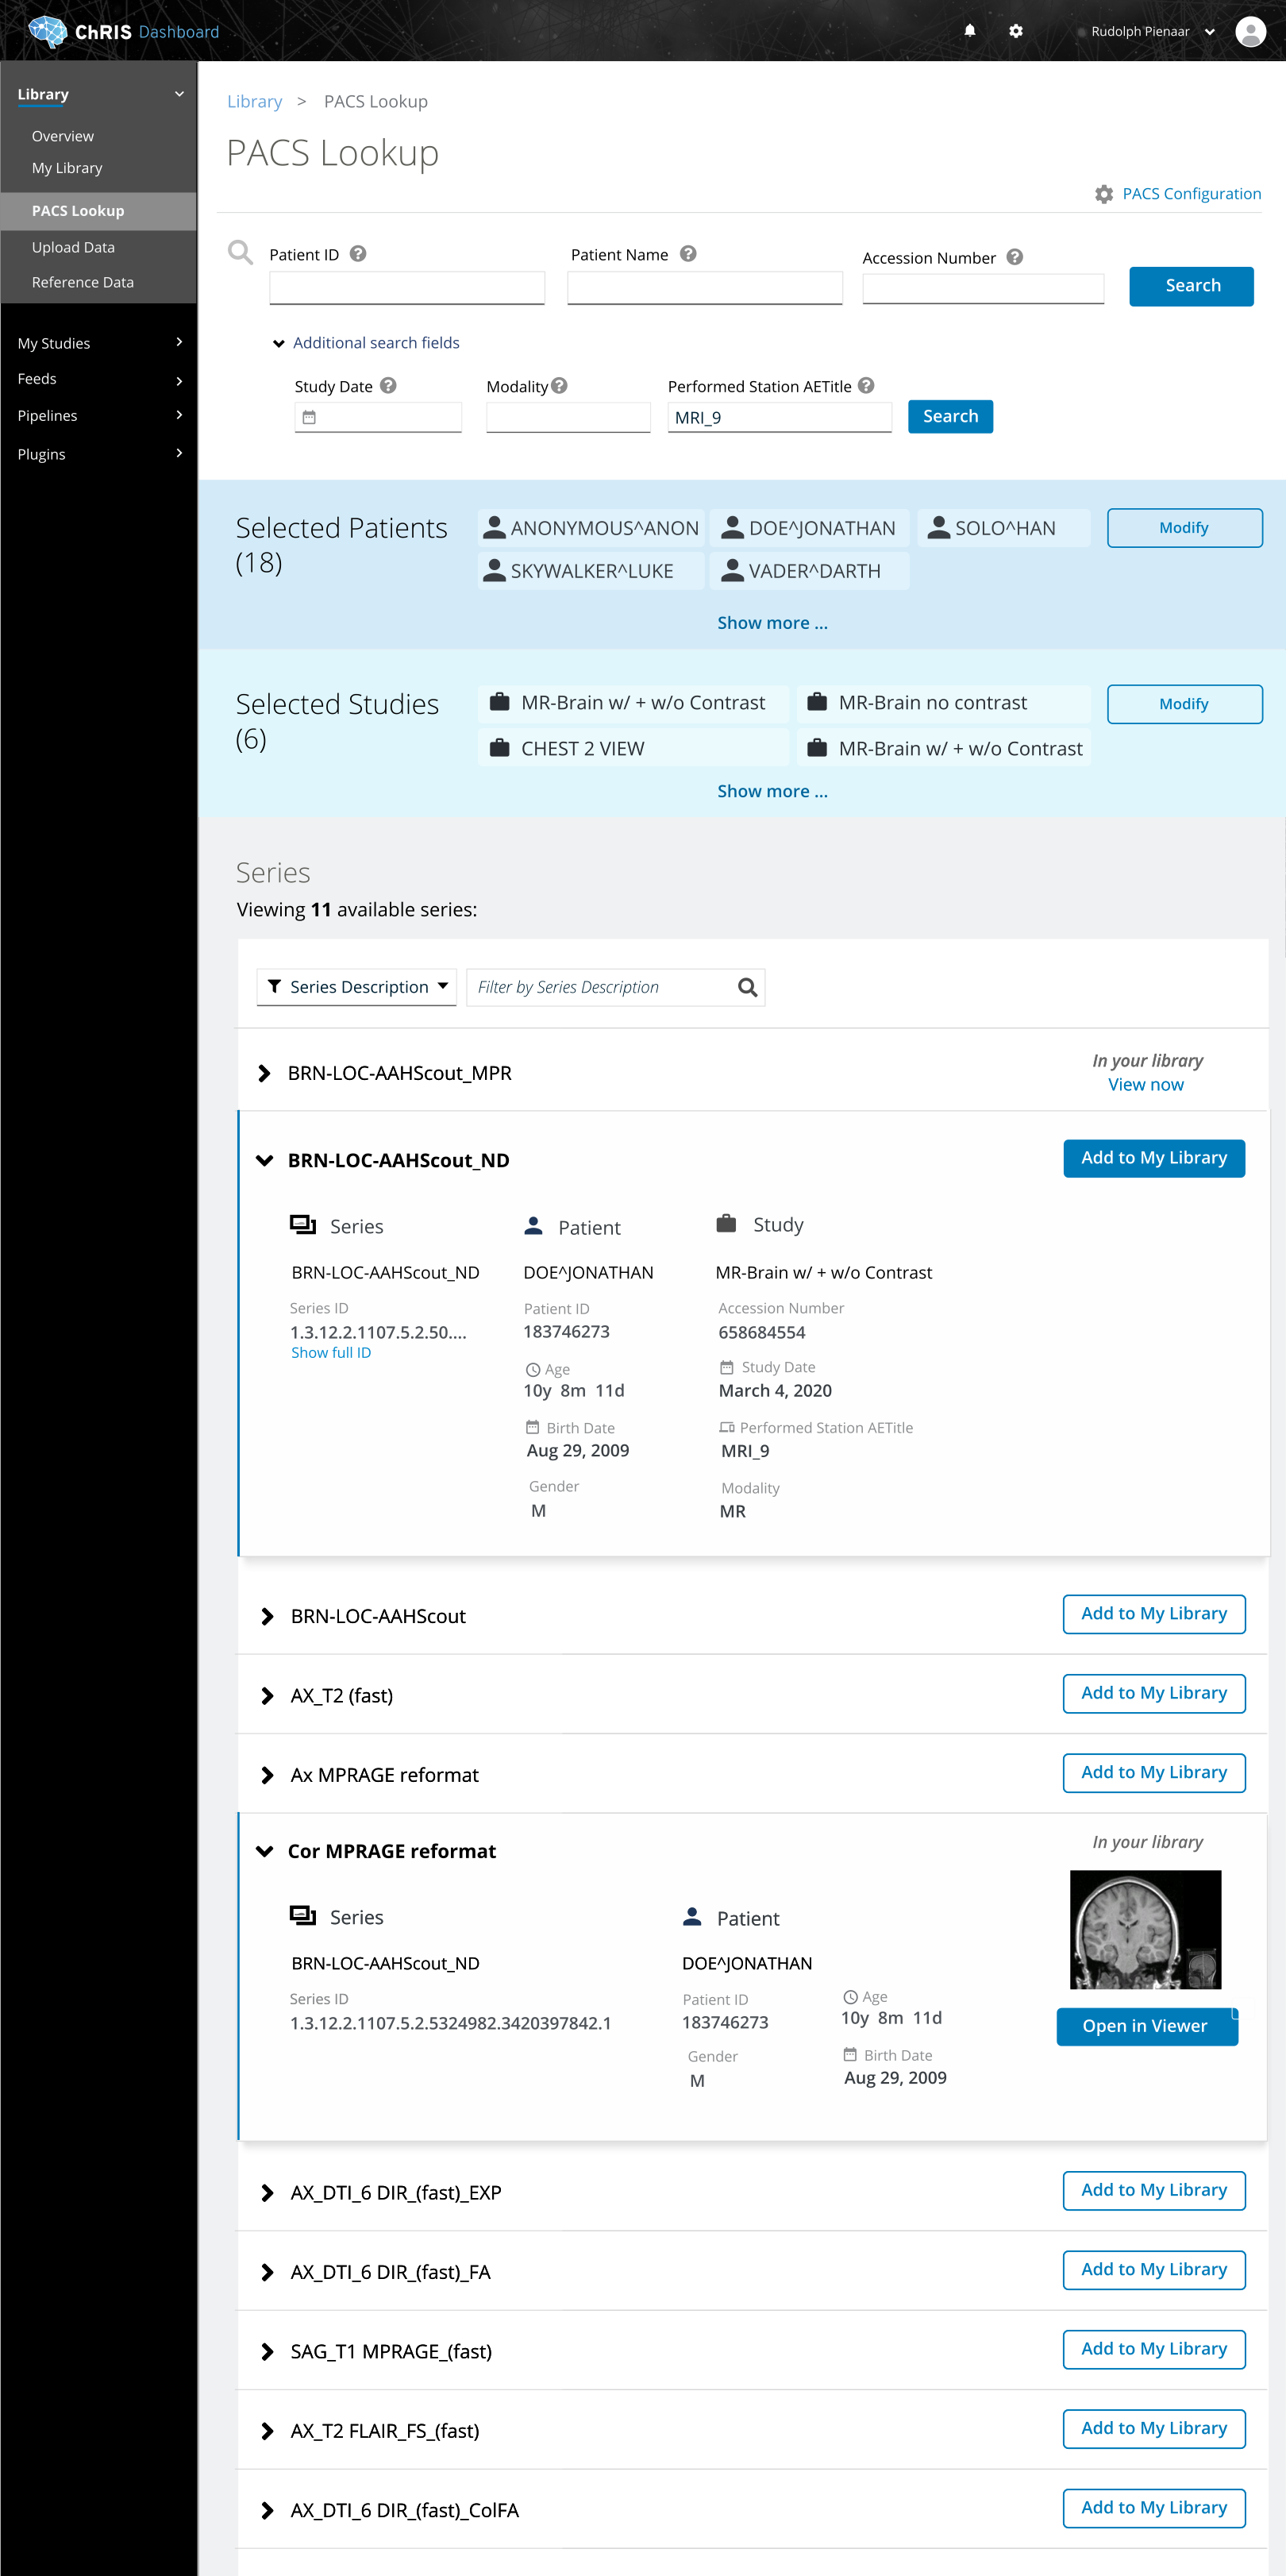 ChRIS Dashboard
Rudolph Pienaar
Library
Overview
My Library
PACS Lookup
Upload Data
Reference Data
My Studies
Feeds
Pipelines
Plugins
Library > PACS Lookup
PACS Lookup
PACS Configuration
Patient ID ? Patient Name ? Accession Number ?
Search
Additional search fields
Study Date ? Modality ? Performed Station AETitle ?
MRI_9
Search
Selected Patients
(18)
ANONYMOUS^ANON DOE^JONATHAN SOLO^HAN
SKYWALKER^LUKE VADER^DARTH
Modify
Show more ...
Selected Studies
(6)
MR-Brain w/ + w/o Contrast MR-Brain no contrast
CHEST 2 VIEW MR-Brain w/ + w/o Contrast
Modify
Show more ...
Series
Viewing 11 available series:
Series Description
Filter by Series Description
BRN-LOC-AAHScout_MPR
In your library
View now
BRN-LOC-AAHScout_ND
Add to My Library
Series
BRN-LOC-AAHScout_ND
Series ID
1.3.12.2.1107.5.2.50....
Show full ID
Patient
DOE^JONATHAN
Patient ID
183746273
Age
10y 8m 11d
Birth Date
Aug 29, 2009
Gender
M
Study
MR-Brain w/ + w/o Contrast
Accession Number
658684554
Study Date
March 4, 2020
Performed Station AETitle
MRI_9
Modality
MR
BRN-LOC-AAHScout
Add to My Library
AX_T2 (fast)
Add to My Library
Ax MPRAGE reformat
Add to My Library
Cor MPRAGE reformat
In your library
Series
BRN-LOC-AAHScout_ND
Series ID
1.3.12.2.1107.5.2.5324982.3420397842.1
Patient
DOE^JONATHAN
Patient ID
183746273
Gender
M
Age
10y 8m 11d
Birth Date
Aug 29, 2009
Open in Viewer
AX_DTI_6 DIR_(fast)_EXP
Add to My Library
AX_DTI_6 DIR_(fast)_FA
Add to My Library
SAG_T1 MPRAGE_(fast)
Add to My Library
AX_T2 FLAIR_FS_(fast)
Add to My Library
AX_DTI_6 DIR_(fast)_ColFA
Add to My Library